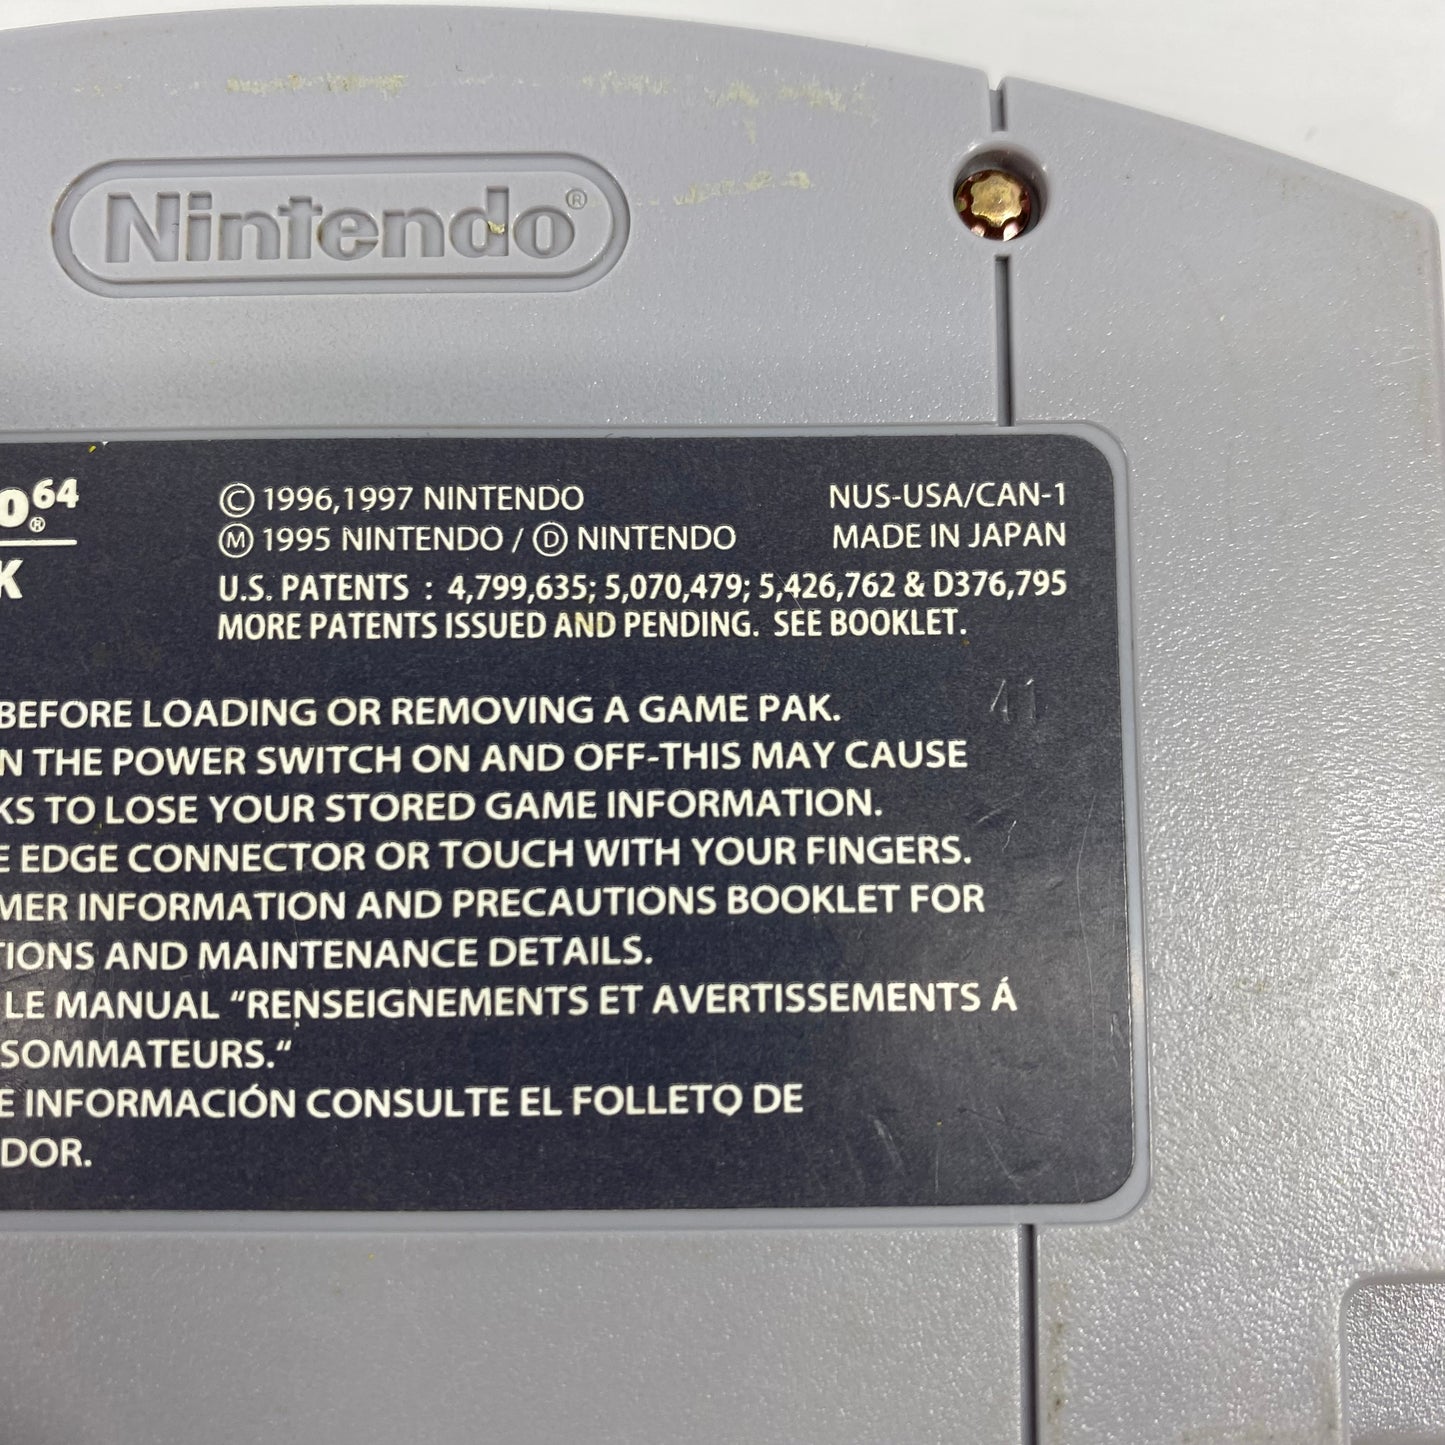 Nintendo®
o64®
© 1996,1997 NINTENDO NUS-USA/CAN-1
Ⓜ 1995 NINTENDO / Ⓓ NINTENDO MADE IN JAPAN
K
U.S. PATENTS : 4,799,635; 5,070,479; 5,426,762 & D376,795
MORE PATENTS ISSUED AND PENDING. SEE BOOKLET.
41
BEFORE LOADING OR REMOVING A GAME PAK.
N THE POWER SWITCH ON AND OFF-THIS MAY CAUSE
KS TO LOSE YOUR STORED GAME INFORMATION.
E EDGE CONNECTOR OR TOUCH WITH YOUR FINGERS.
MER INFORMATION AND PRECAUTIONS BOOKLET FOR
TIONS AND MAINTENANCE DETAILS.
LE MANUAL “RENSEIGNEMENTS ET AVERTISSEMENTS Á
SOMMATEURS.“
E INFORMACIÓN CONSULTE EL FOLLETO DE
DOR.